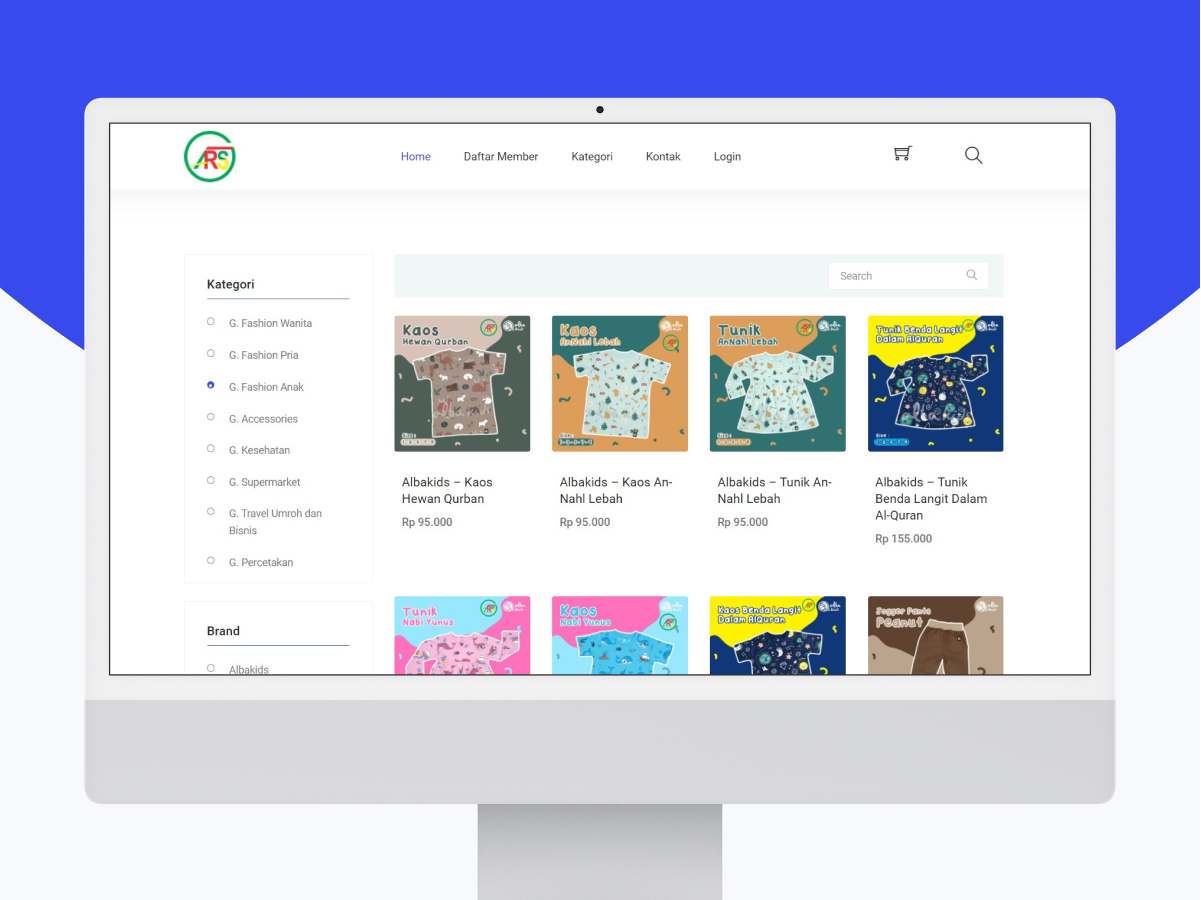 ARS
Home
Daftar Member
Kategori
Kontak
Login
Kategori
G. Fashion Wanita
G. Fashion Pria
G. Fashion Anak
G. Accessories
G. Kesehatan
G. Supermarket
G. Travel Umroh dan
Bisnis
G. Percetakan
Brand
Albakids
Search
Kaos
Hewan Qurban
Size :
Kaos
AnNahl Lebah
Size :
Tunik
AnNahl Lebah
Size :
Tunik Benda Langit
Dalam AlQuran
Size :
Albakids – Kaos
Hewan Qurban
Rp 95.000
Albakids – Kaos An-
Nahl Lebah
Rp 95.000
Albakids – Tunik An-
Nahl Lebah
Rp 95.000
Albakids – Tunik
Benda Langit Dalam
Al-Quran
Rp 155.000
Tunik
Nabi Yunus
Kaos
Nabi Yunus
Kaos Benda Langit
Dalam AlQuran
Jogger Pants
Peanut